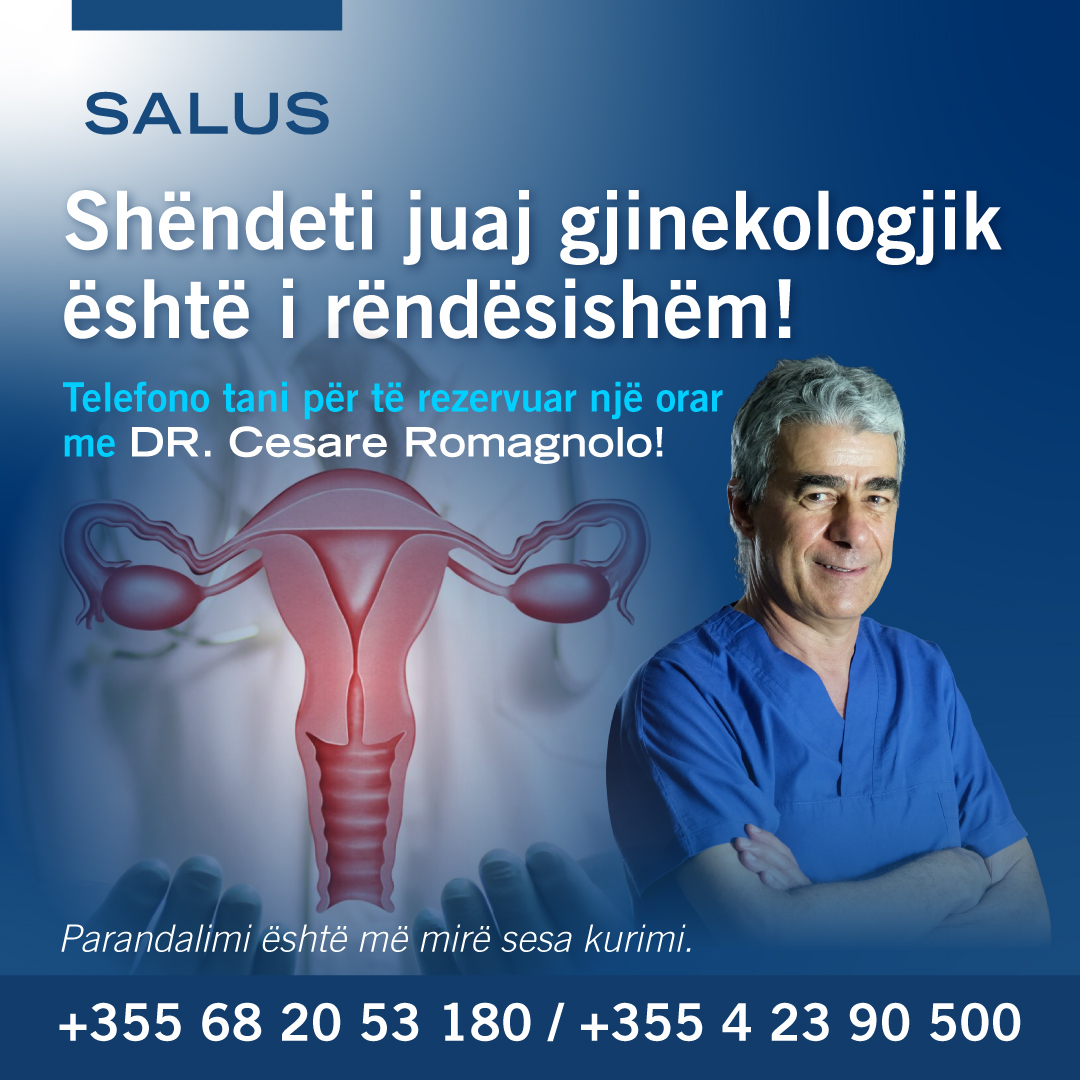 SALUS
Shëndeti juaj gjinekologjik
është i rëndësishëm!
Telefono tani për të rezervuar një orar
me DR. Cesare Romagnolo!
Parandalimi është më mirë sesa kurimi.
+355 68 20 53 180 / +355 4 23 90 500